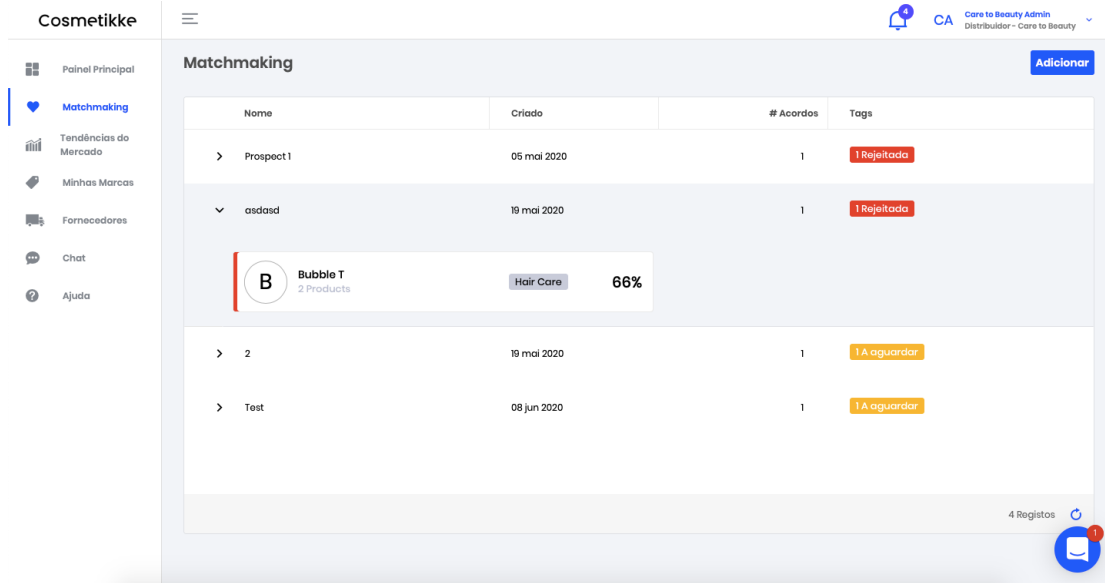 Cosmetikke
4
CA
Care to Beauty Admin
Distribuidor - Care to Beauty
Painel Principal
Matchmaking
Tendências do
Mercado
Minhas Marcas
Fornecedores
Chat
Ajuda
Matchmaking
Adicionar
Nome Criado # Acordos Tags
Prospect 1 05 mai 2020 1 1 Rejeitada
asdasd 19 mai 2020 1 1 Rejeitada
B
Bubble T
2 Products
Hair Care
66%
2 19 mai 2020 1 1 A aguardar
Test 08 jun 2020 1 1 A aguardar
4 Registos
1